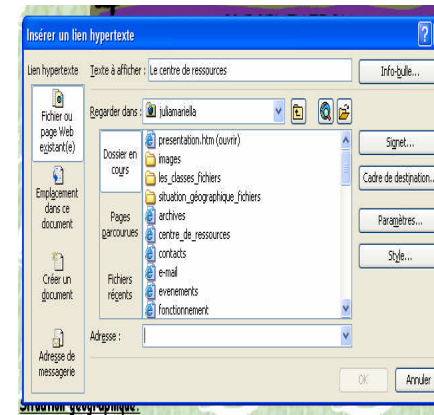 Insérer un lien hypertexte
?
Lien hypertexte
Texte à afficher : Le centre de ressources
Info-bulle...
Fichier ou
page Web
existant(e)
Emplacement
dans ce
document
Créer un
document
Adresse de
messagerie
Regarder dans : juliamariella
Dossier en
cours
Pages
parcourues
Fichiers
récents
presentation.htm (ouvrir)
images
les_classes_fichiers
situation_géographique_fichiers
archives
centre_de_ressources
contacts
e-mail
evenements
fonctionnement
Adresse :
Signet...
Cadre de destination...
Paramètres...
Style...
OK
Annuler
Situation géographique: